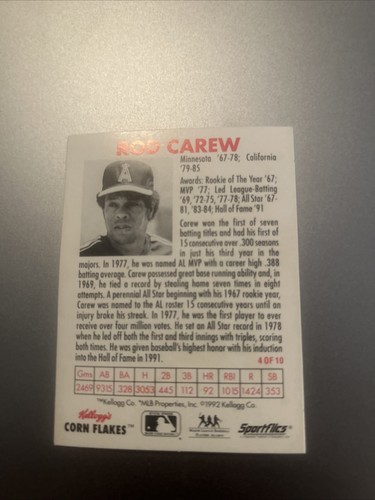 ROD CAREW
Minnesota '67-78; California
'79-85
Awards: Rookie of The Year '67;
MVP '77; Led League-Batting
'69, '72-75, '77-78; All Star '67-
81, '83-84; Hall of Fame '91
Carew won the first of seven
batting titles and had his first of
15 consecutive over .300 seasons
in just his third year in the
majors. In 1977, he was named AL MVP with a career high .388
batting average. Carew possessed great base running ability and, in
1969, he tied a record by stealing home seven times in eight
attempts. A perennial All Star beginning with his 1967 rookie year,
Carew was named to the AL roster 15 consecutive years until an
injury broke his streak. In 1977, he was the first player to ever
receive over four million votes. He set an All Star record in 1978
when he led off both the first and third innings with triples, scoring
both times. He was given baseball's highest honor with his induction
into the Hall of Fame in 1991.
4 OF 10
Gms AB BA H 2B 3B HR RBI R SB
2469 9315 .328 3053 445 112 92 1015 1424 353
™Kellogg Co. *MLB Properties, Inc. ©1992 Kellogg Co.
Kellogg's
CORN FLAKES™
Sportflics®